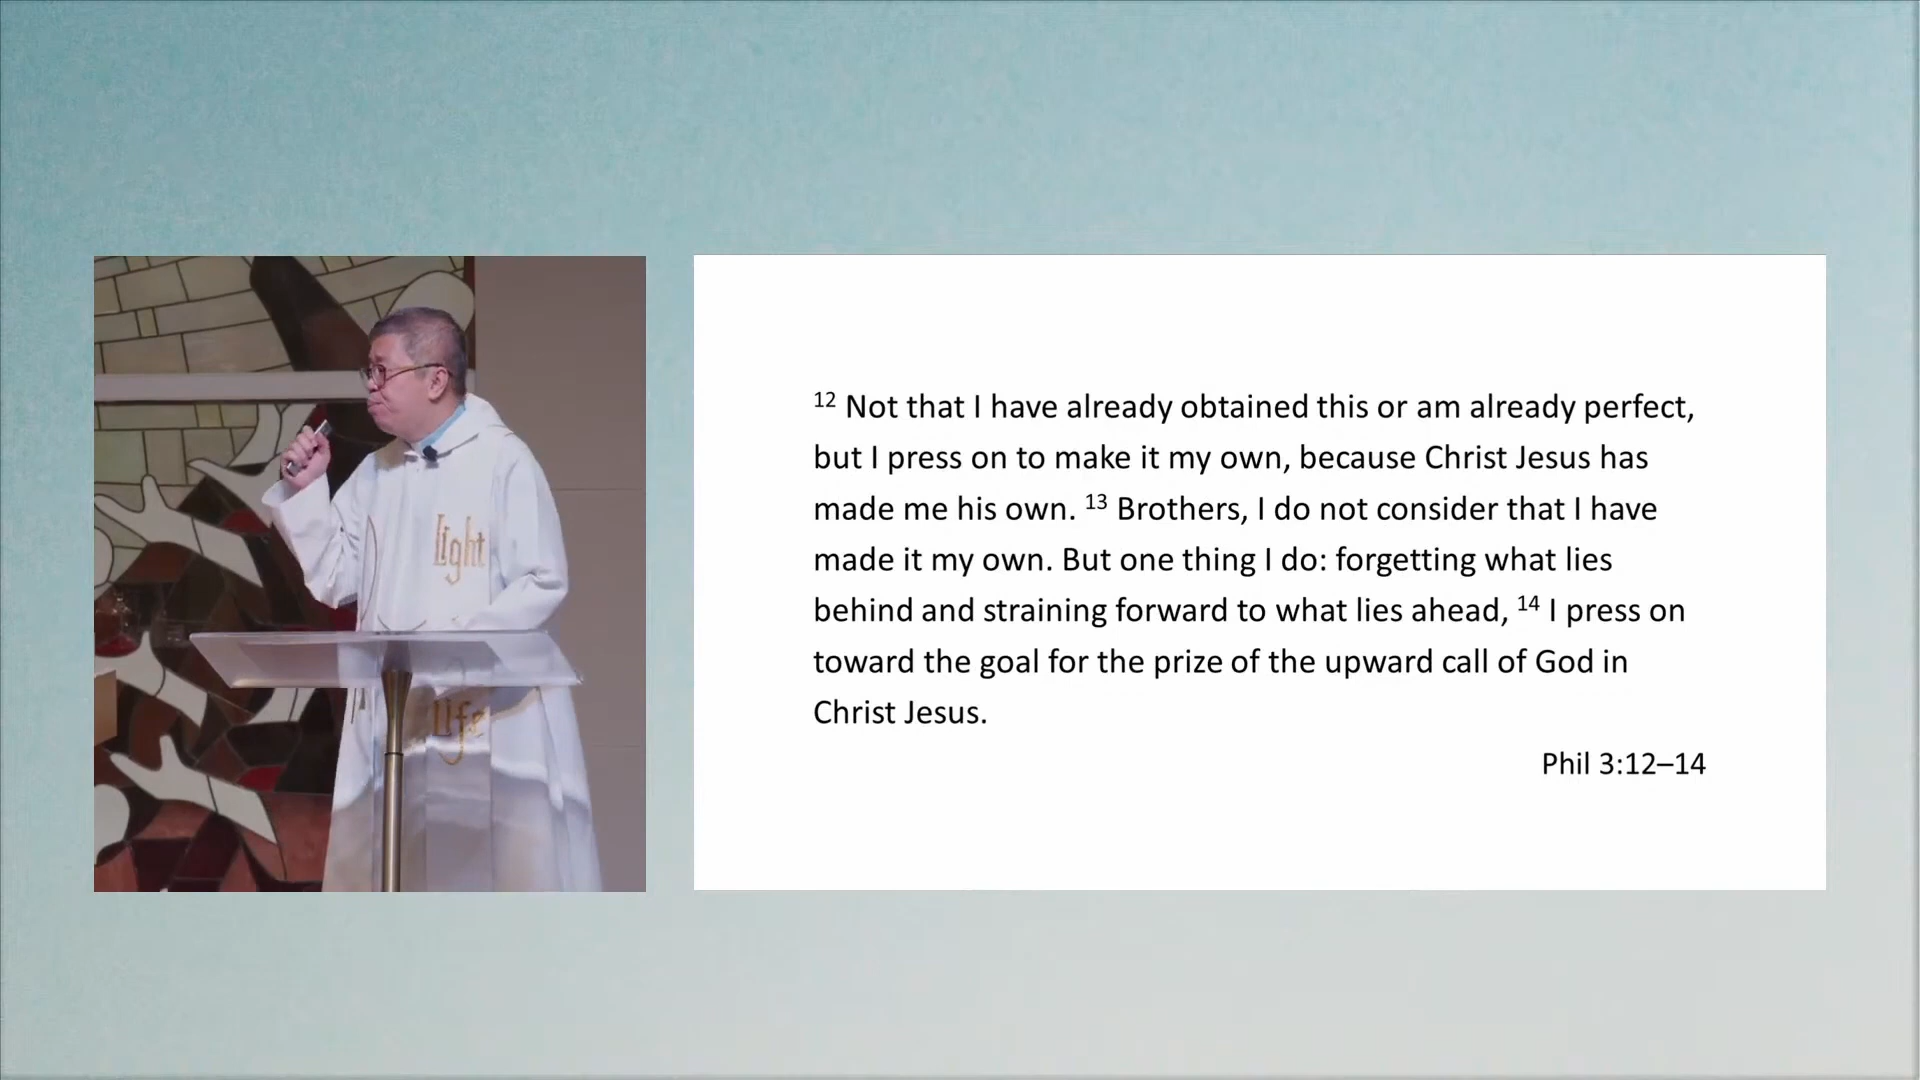 Light
life
12 Not that I have already obtained this or am already perfect,
but I press on to make it my own, because Christ Jesus has
made me his own. 13 Brothers, I do not consider that I have
made it my own. But one thing I do: forgetting what lies
behind and straining forward to what lies ahead, 14 I press on
toward the goal for the prize of the upward call of God in
Christ Jesus.
Phil 3:12–14